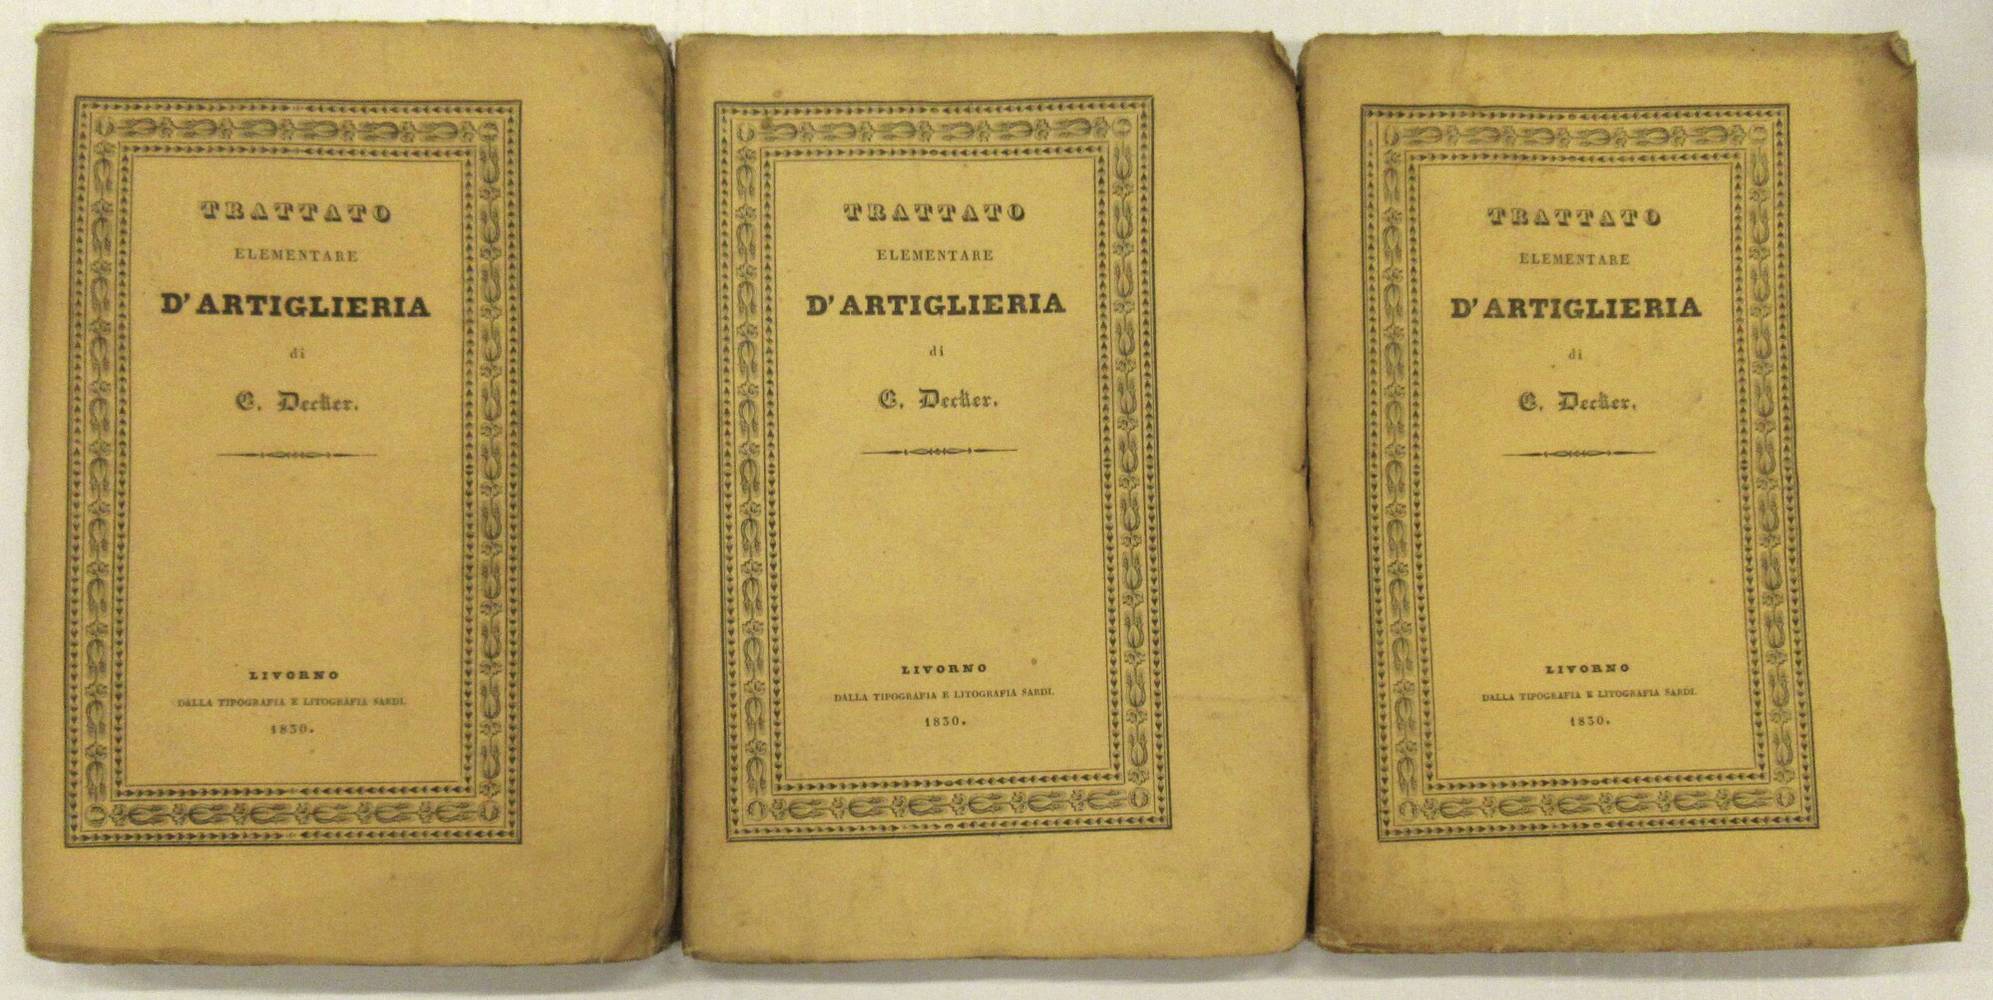 TRATTATO
ELEMENTARE
D'ARTIGLIERIA
di
E. Decker.
LIVORNO
DALLA TIPOGRAFIA E LITOGRAFIA SARDI.
1830.
TRATTATO
ELEMENTARE
D'ARTIGLIERIA
di
E. Decker.
LIVORNO
DALLA TIPOGRAFIA E LITOGRAFIA SARDI.
1830.
TRATTATO
ELEMENTARE
D'ARTIGLIERIA
di
E. Decker.
LIVORNO
DALLA TIPOGRAFIA E LITOGRAFIA SARDI.
1830.